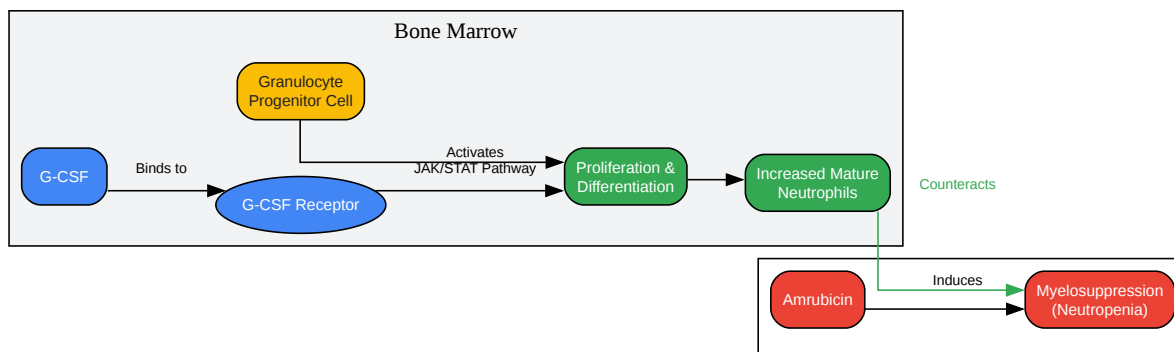 Bone Marrow
Granulocyte
Progenitor Cell
G-CSF
Binds to
G-CSF Receptor
Activates
JAK/STAT Pathway
Proliferation &
Differentiation
Increased Mature
Neutrophils
Counteracts
Amrubicin
Induces
Myelosuppression
(Neutropenia)